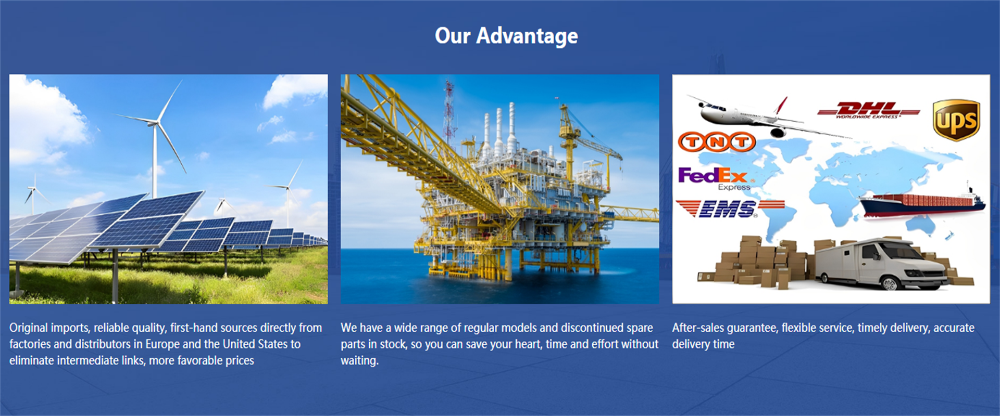 Our Advantage
DHL
WORLDWIDE EXPRESS®
ups
TNT
FedEx®
Express
EMS®
Original imports, reliable quality, first-hand sources directly from
factories and distributors in Europe and the United States to
eliminate intermediate links, more favorable prices
We have a wide range of regular models and discontinued spare
parts in stock, so you can save your heart, time and effort without
waiting.
After-sales guarantee, flexible service, timely delivery, accurate
delivery time